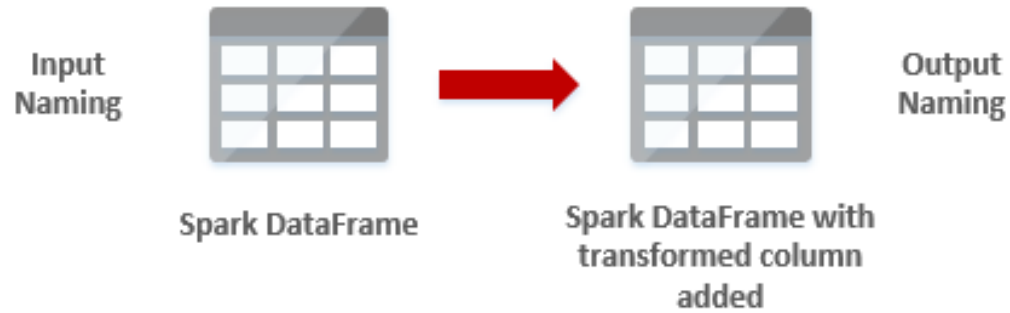 Input
Naming
Output
Naming
Spark DataFrame
Spark DataFrame with
transformed column
added